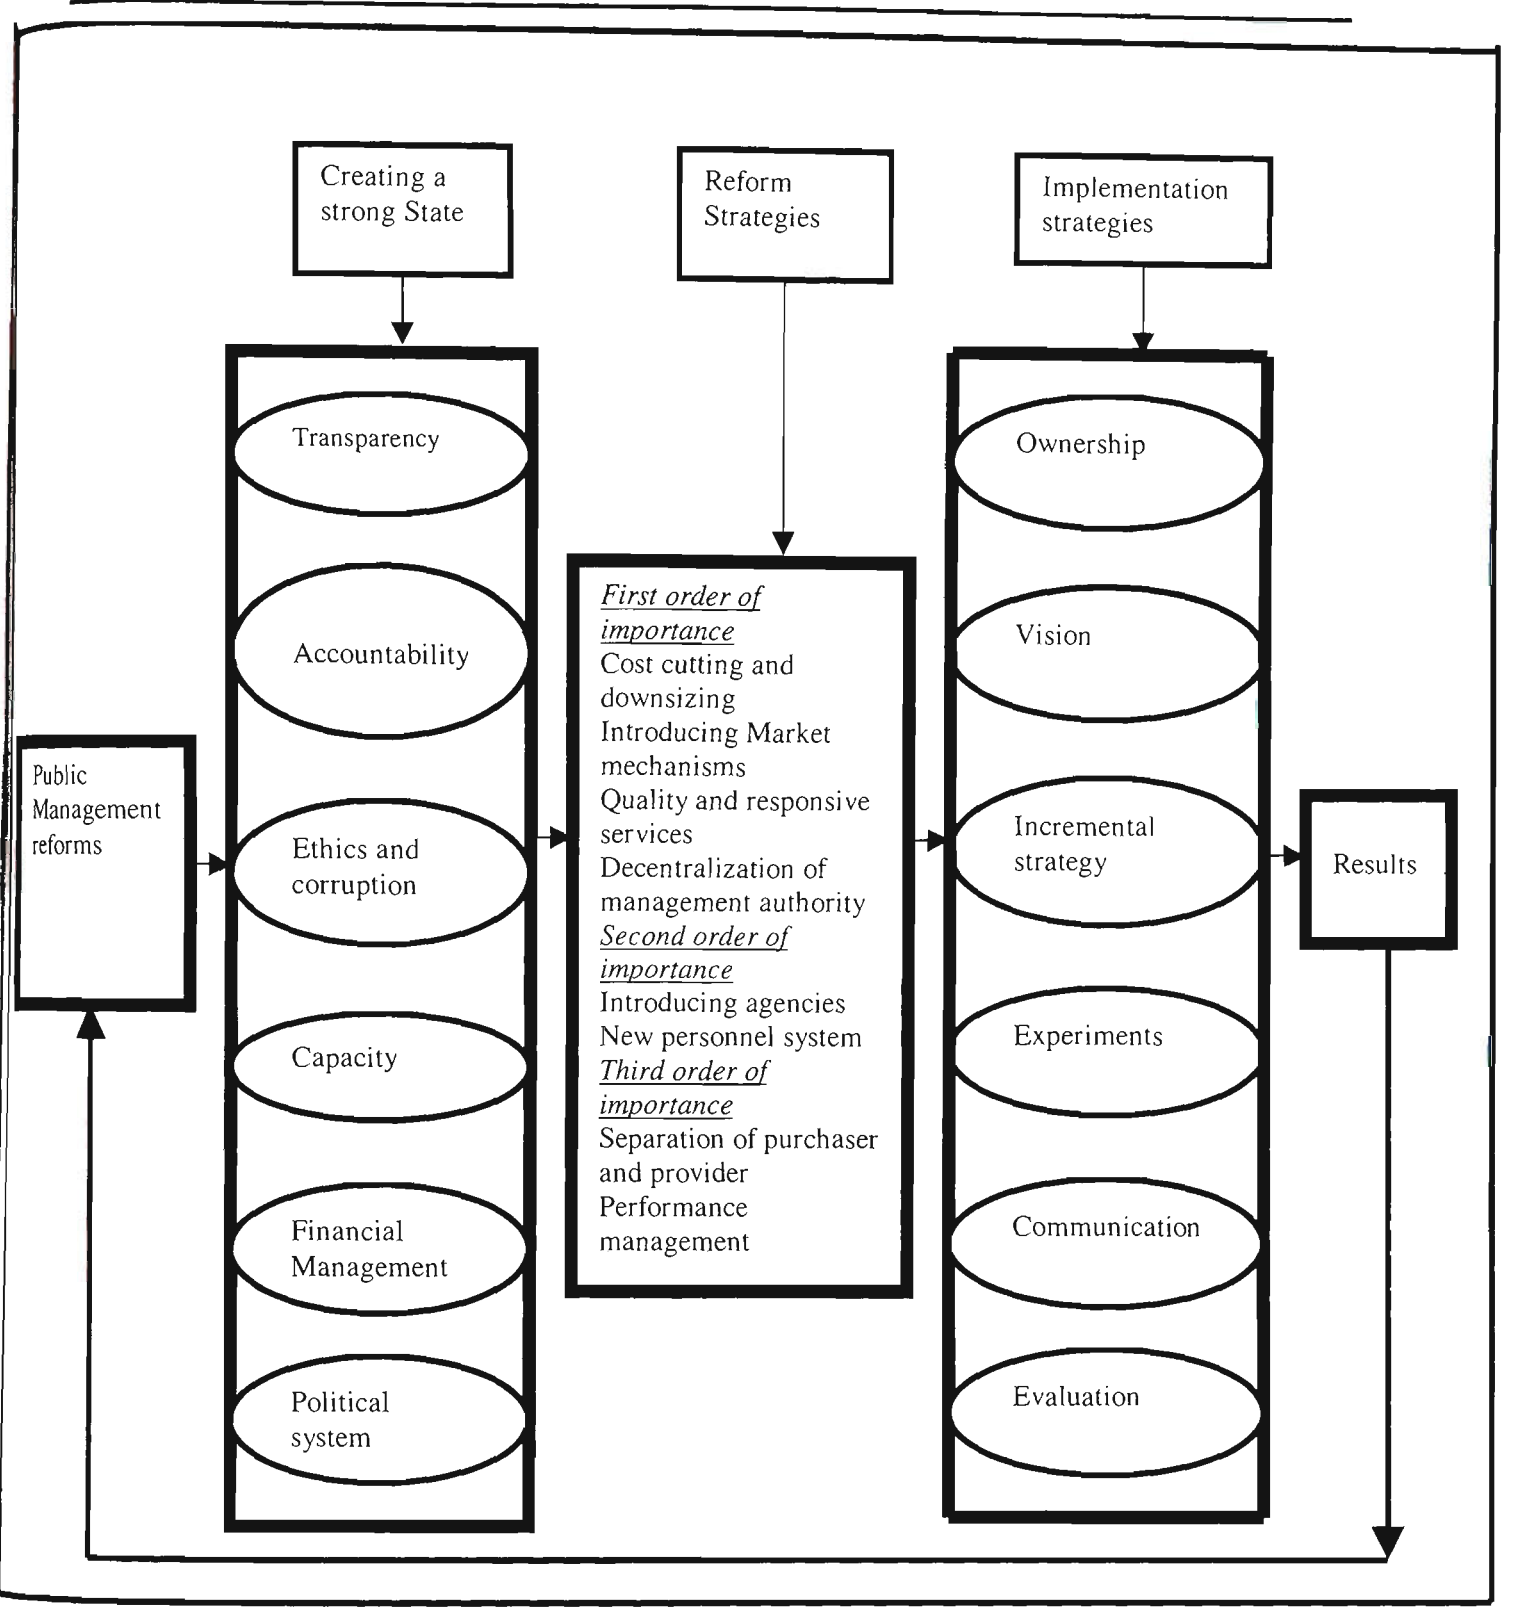 Creating a
strong State
Reform
Strategies
Implementation
strategies
Public
Management
reforms
Transparency
Accountability
Ethics and
corruption
Capacity
Financial
Management
Political
system
First order of
importance
Cost cutting and
downsizing
Introducing Market
mechanisms
Quality and responsive
services
Decentralization of
management authority
Second order of
importance
Introducing agencies
New personnel system
Third order of
importance
Separation of purchaser
and provider
Performance
management
Ownership
Vision
Incremental
strategy
Experiments
Communication
Evaluation
Results